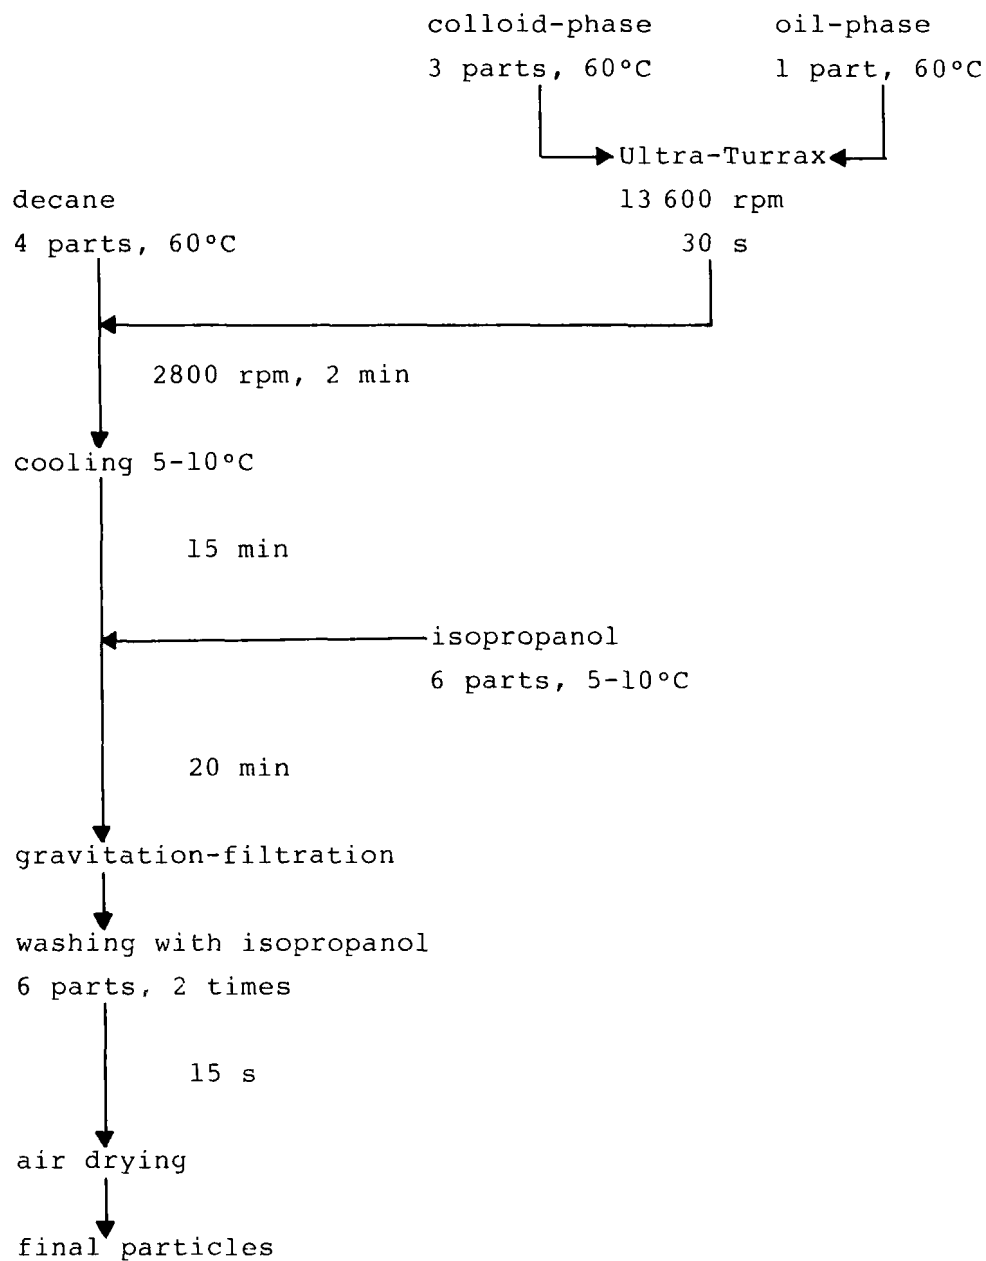 colloid-phase oil-phase
3 parts, 60°C 1 part, 60°C
Ultra-Turrax
decane 13 600 rpm
4 parts, 60°C 30 s
2800 rpm, 2 min
cooling 5-10°C
15 min
isopropanol
6 parts, 5-10°C
20 min
gravitation-filtration
washing with isopropanol
6 parts, 2 times
15 s
air drying
final particles